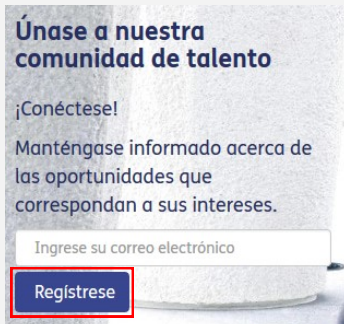 Únase a nuestra
comunidad de talento
¡Conéctese!
Manténgase informado acerca de
las oportunidades que
correspondan a sus intereses.
Ingrese su correo electrónico
Regístrese